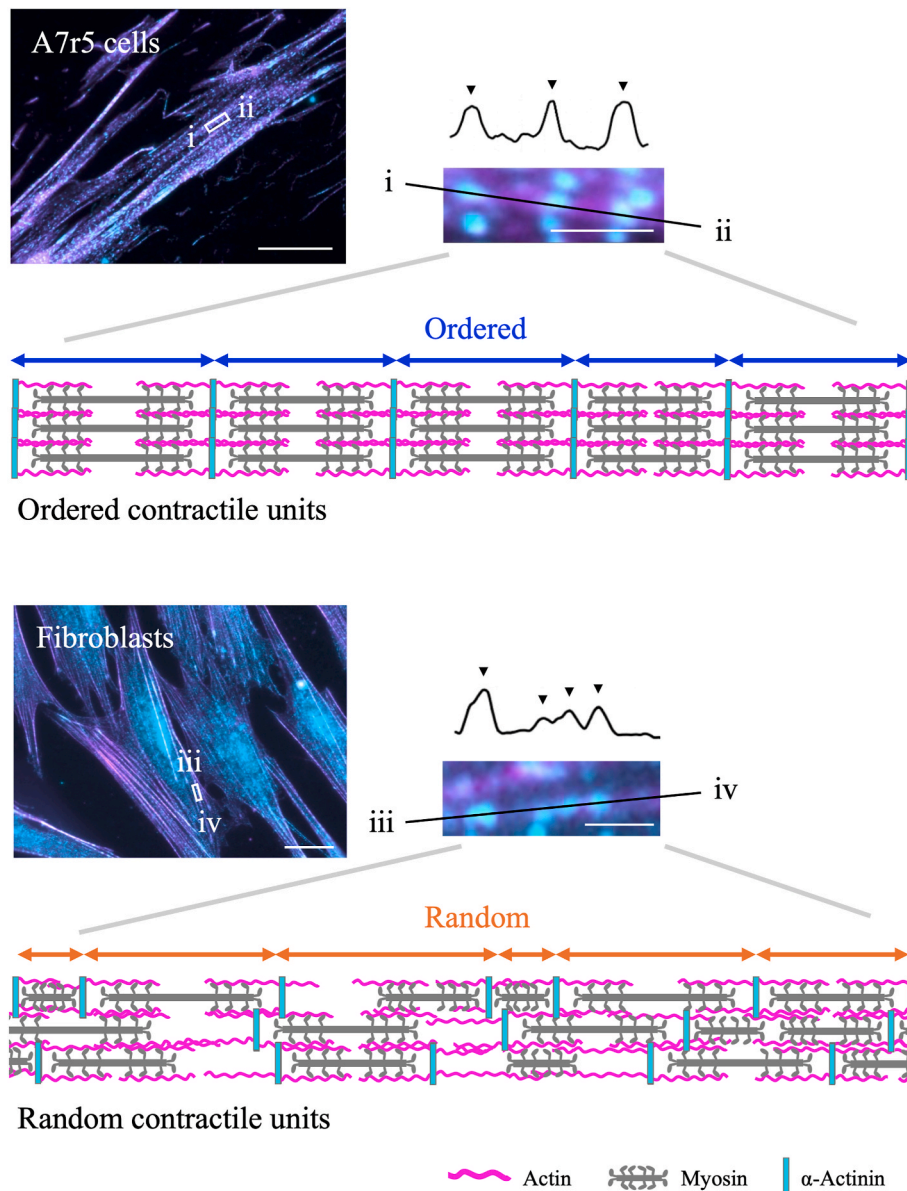 A7r5 cells
i
ii
i
ii
Ordered
Ordered contractile units
Fibroblasts
iii
iv
iii
iv
Random
Random contractile units
Actin
Myosin
α-Actinin